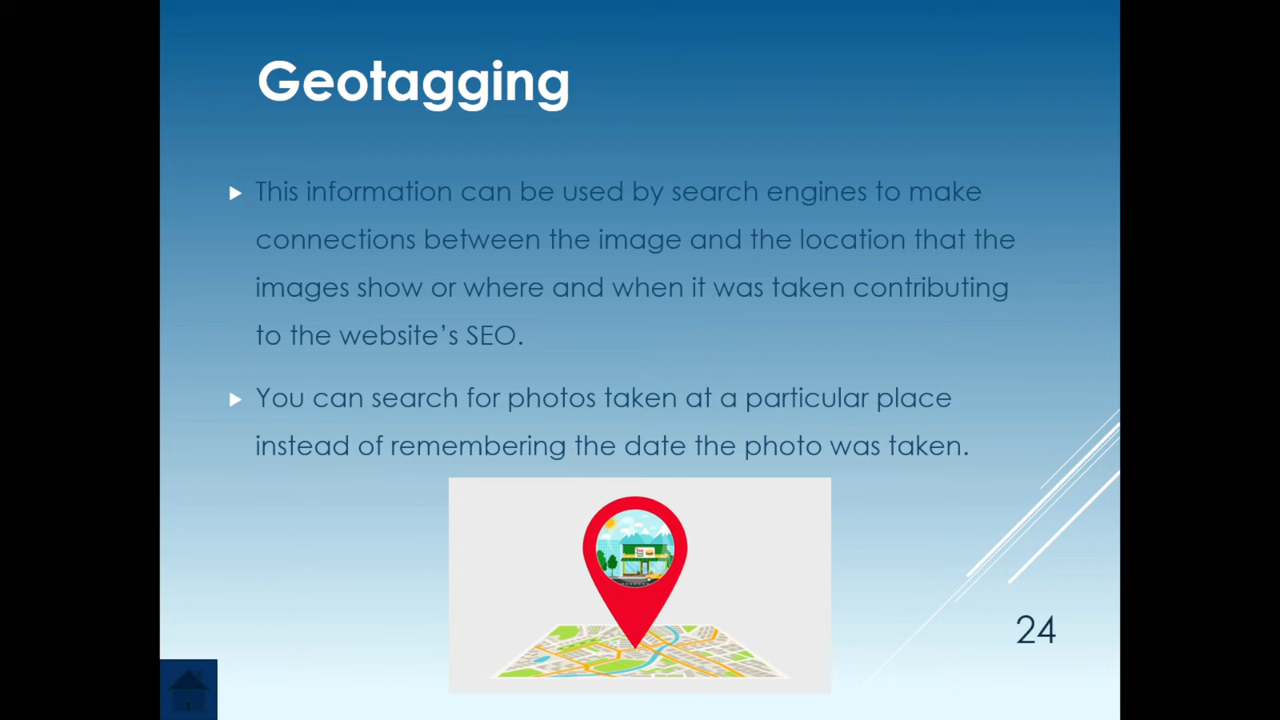 Geotagging
This information can be used by search engines to make
connections between the image and the location that the
images show or where and when it was taken contributing
to the website's SEO.
You can search for photos taken at a particular place
instead of remembering the date the photo was taken.
24